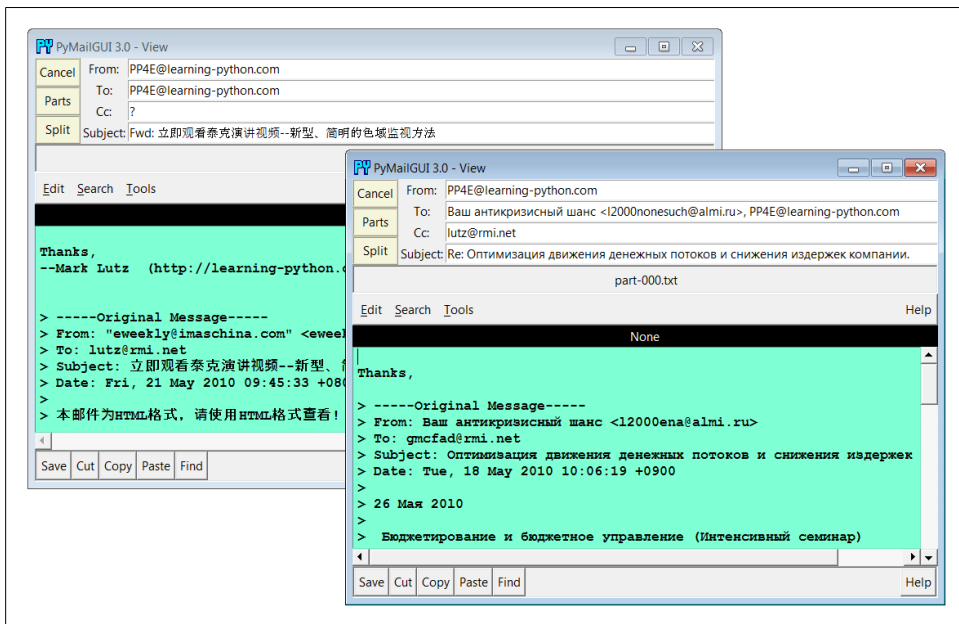 PyMailGUI 3.0 - View
Cancel
From: PP4E@learning-python.com
Parts
To: PP4E@learning-python.com
Cc: ?
Split
Subject: Fwd: 立即观看泰克演讲视频--新型、简明的色域监视方法
Edit Search Tools
Thanks,
--Mark Lutz (http://learning-python.
> -----Original Message-----
> From: "eweekly@imaschina.com" <eweekl
> To: lutz@rmi.net
> Subject: 立即观看泰克演讲视频--新型、
> Date: Fri, 21 May 2010 09:45:33 +080
>
> 本邮件为HTML格式，请使用HTML格式查看！
Save Cut Copy Paste Find
PyMailGUI 3.0 - View
Cancel
From: PP4E@learning-python.com
Parts
To: Ваш антикризисный шанс <l2000nonesuch@almi.ru>, PP4E@learning-python.com
Cc: lutz@rmi.net
Split
Subject: Re: Оптимизация движения денежных потоков и снижения издержек компании.
part-000.txt
Edit Search Tools Help
None
Thanks,
> -----Original Message-----
> From: Ваш антикризисный шанс <l2000ena@almi.ru>
> To: gmcfad@rmi.net
> Subject: Оптимизация движения денежных потоков и снижения издержек
> Date: Tue, 18 May 2010 10:06:19 +0900
>
> 26 Мая 2010
>
> Бюджетирование и бюджетное управление (Интенсивный семинар)
Save Cut Copy Paste Find Help